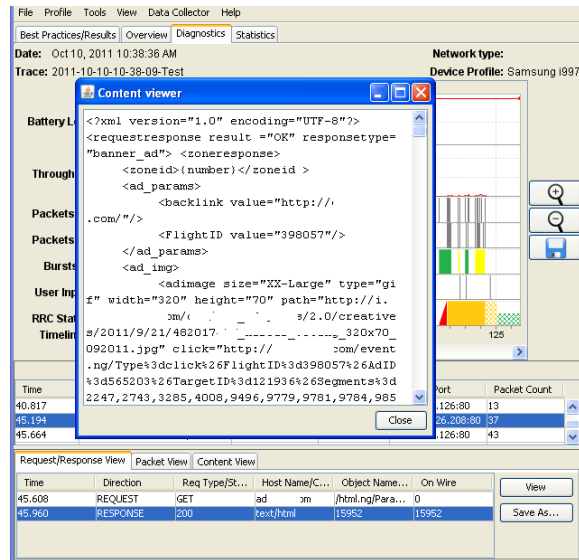 File Profile Tools View Data Collector Help
Best Practices/Results Overview Diagnostics Statistics
Date: Oct 10, 2011 10:38:36 AM Network type:
Trace: 2011-10-10-10-38-09-Test Device Profile: Samsung i997
Content viewer
<?xml version="1.0" encoding="UTF-8"?>
<requestresponse result ="OK" responsetype=
"banner_ad"> <zoneresponse>
<zoneid>(number)</zoneid >
<ad_params>
<backlink value="http://
.com/"/>
<FlightID value="398057"/>
</ad_params>
<ad_img>
<adimage size="XX-Large" type="gi
f" width="320" height="70" path="http://i.
om/ s/2.0/creative
s/2011/9/21/482017 _320x70_
092011.jpg" click="http:// com/event
.ng/Type%3dclick%26FlightID%3d398057%26AdID
%3d565203%26TargetID%3d121936%26Segments%3d
2247,2743,3285,4008,9496,9779,9781,9784,985
Close
Battery L
Through
Packets
Packets
Bursts
User Inp
RRC Stat
Timelin
125
Time Port Packet Count
40.817 .126:80 13
45.194 26.208:80 37
45.664 .126:80 43
Request/Response View Packet View Content View
Time Direction Req Type/St... Host Name/C... Object Name... On Wire
45.608 REQUEST GET ad om /html.ng/Para... 0
45.960 RESPONSE 200 text/html 15952 15952
View
Save As...